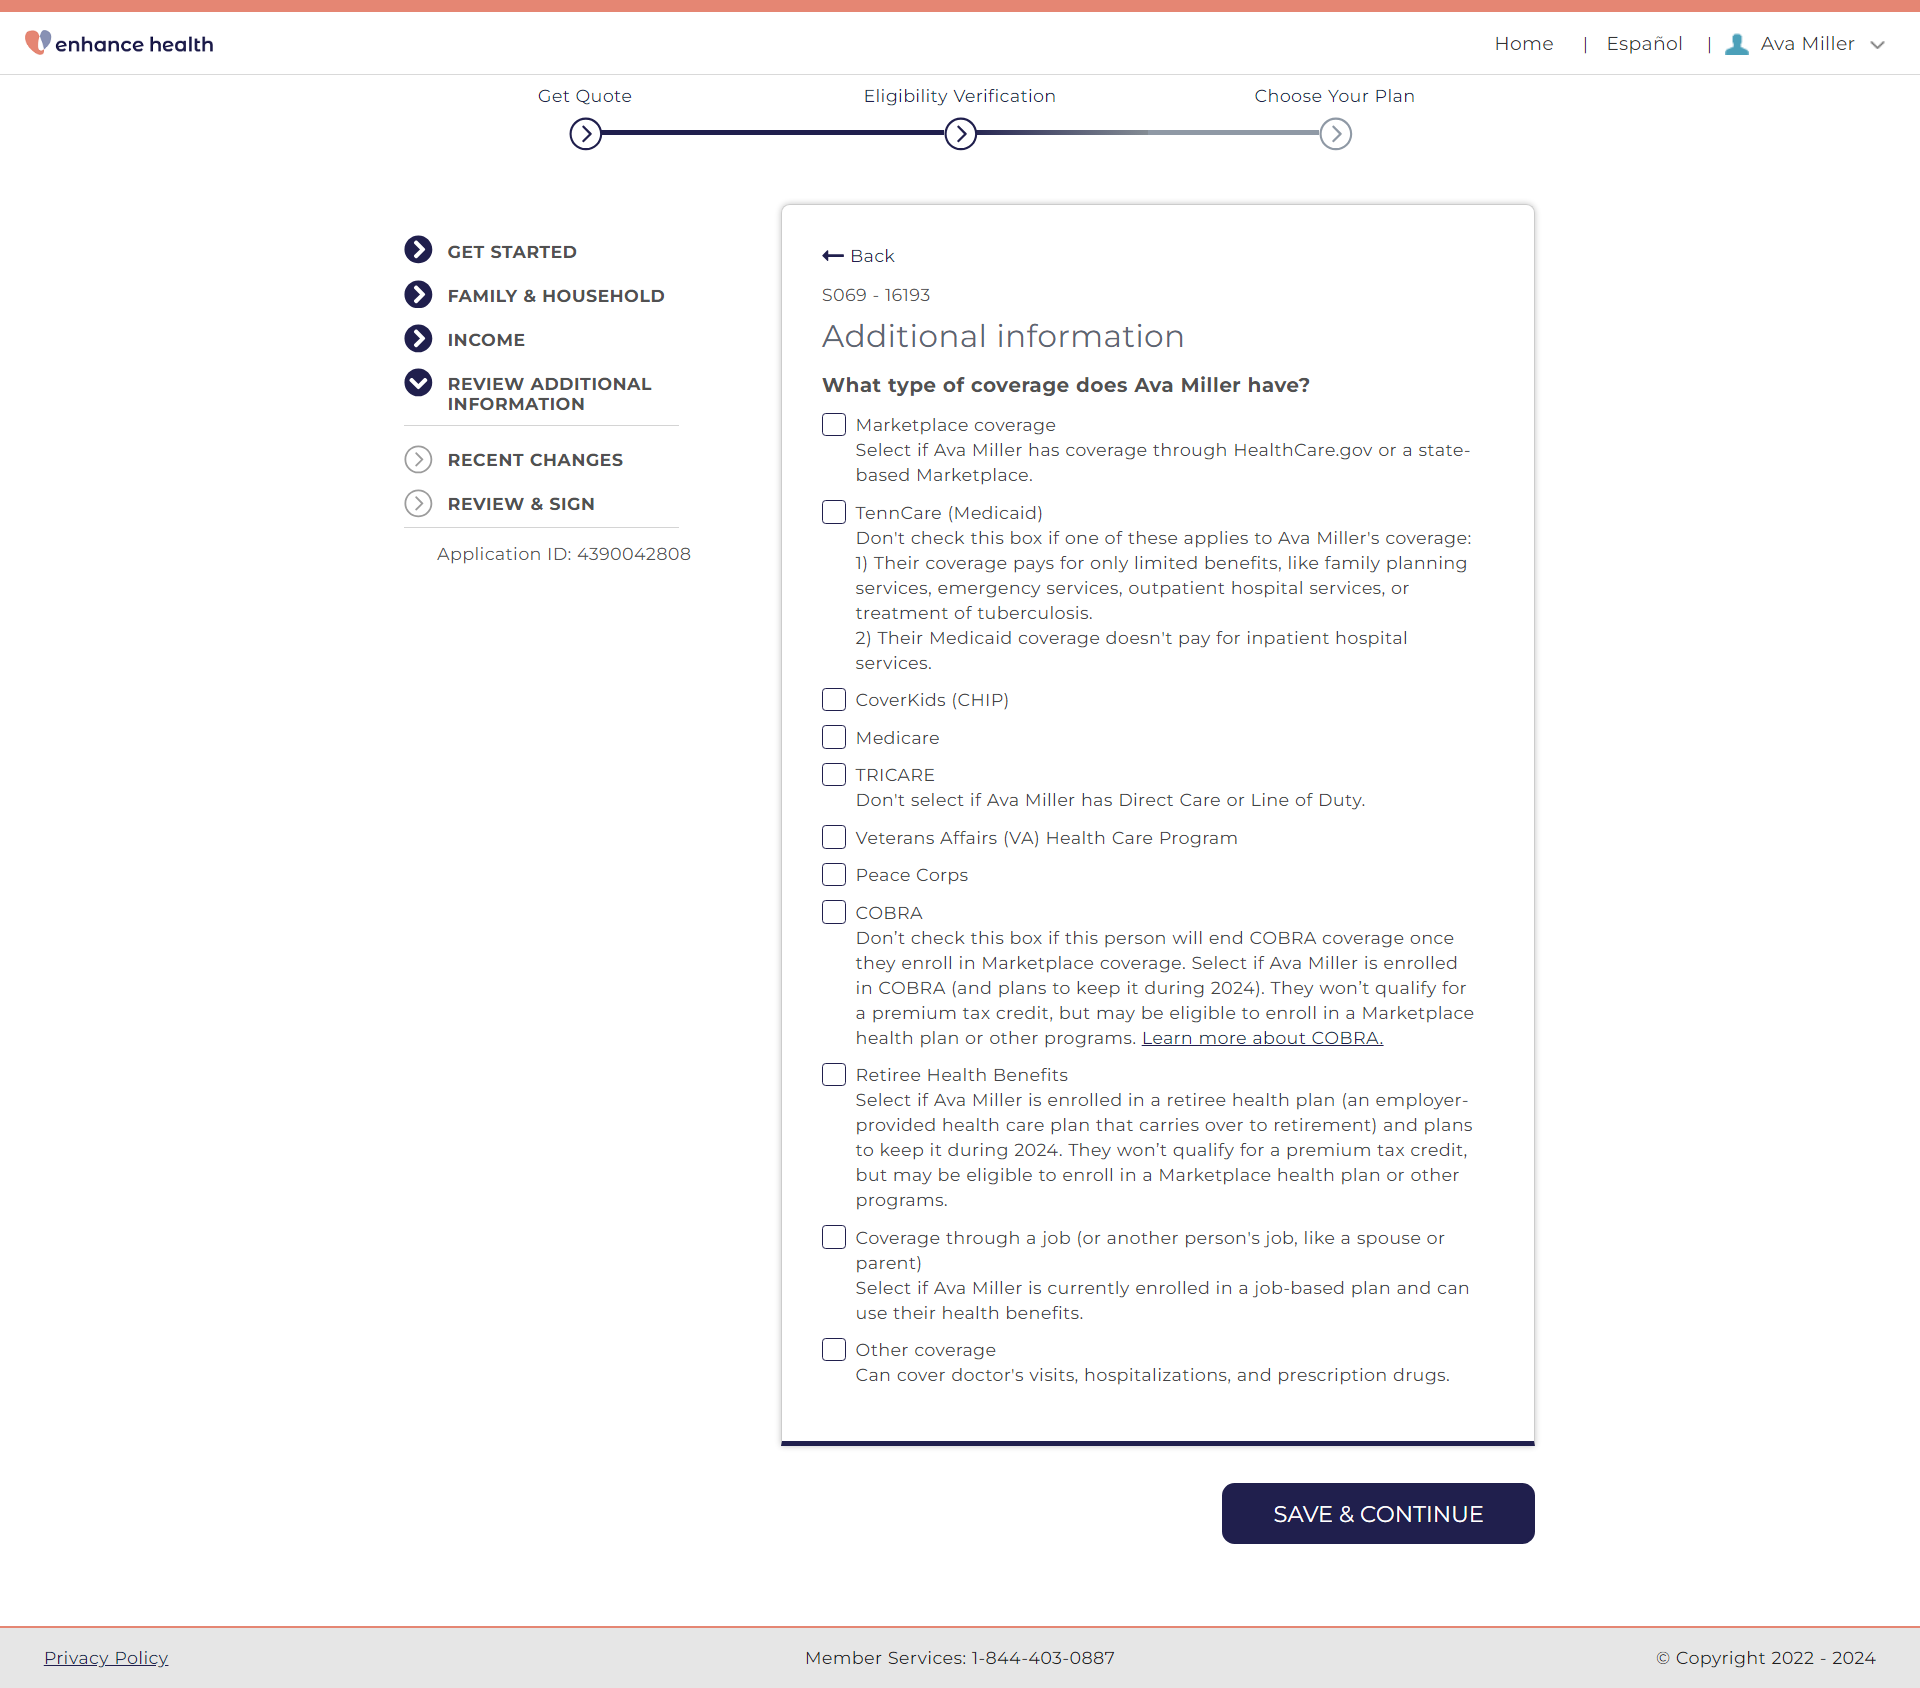 enhance health
Home | Español | Ava Miller
Get Quote
Eligibility Verification
Choose Your Plan
GET STARTED
FAMILY & HOUSEHOLD
INCOME
REVIEW ADDITIONAL
INFORMATION
RECENT CHANGES
REVIEW & SIGN
Application ID: 4390042808
Back
S069 - 16193
Additional information
What type of coverage does Ava Miller have?
Marketplace coverage
Select if Ava Miller has coverage through HealthCare.gov or a state-
based Marketplace.
TennCare (Medicaid)
Don't check this box if one of these applies to Ava Miller's coverage:
1) Their coverage pays for only limited benefits, like family planning
services, emergency services, outpatient hospital services, or
treatment of tuberculosis.
2) Their Medicaid coverage doesn't pay for inpatient hospital
services.
CoverKids (CHIP)
Medicare
TRICARE
Don't select if Ava Miller has Direct Care or Line of Duty.
Veterans Affairs (VA) Health Care Program
Peace Corps
COBRA
Don’t check this box if this person will end COBRA coverage once
they enroll in Marketplace coverage. Select if Ava Miller is enrolled
in COBRA (and plans to keep it during 2024). They won’t qualify for
a premium tax credit, but may be eligible to enroll in a Marketplace
health plan or other programs. Learn more about COBRA.
Retiree Health Benefits
Select if Ava Miller is enrolled in a retiree health plan (an employer-
provided health care plan that carries over to retirement) and plans
to keep it during 2024. They won’t qualify for a premium tax credit,
but may be eligible to enroll in a Marketplace health plan or other
programs.
Coverage through a job (or another person's job, like a spouse or
parent)
Select if Ava Miller is currently enrolled in a job-based plan and can
use their health benefits.
Other coverage
Can cover doctor's visits, hospitalizations, and prescription drugs.
SAVE & CONTINUE
Privacy Policy
Member Services: 1-844-403-0887
© Copyright 2022 - 2024